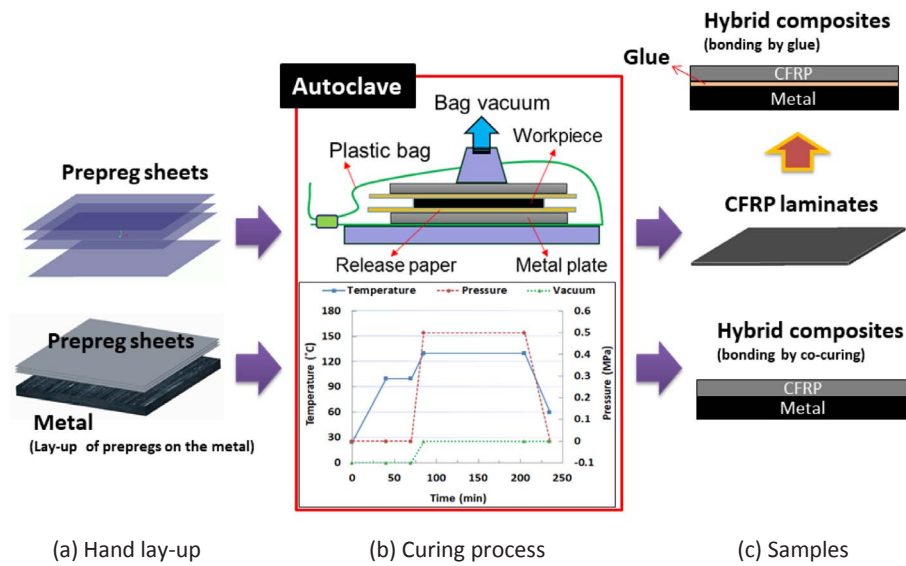 Prepreg sheets
Prepreg sheets
Metal
(Lay-up of prepregs on the metal)
(a) Hand lay-up
Autoclave
Bag vacuum
Workpiece
Plastic bag
Release paper
Metal plate
Temperature Pressure Vacuum
180
150
120
90
60
30
0
Temperature (°C)
0.6
0.5
0.4
0.3
0.2
0.1
0
-0.1
Pressure (MPa)
0 50 100 150 200 250
Time (min)
(b) Curing process
Hybrid composites
(bonding by glue)
Glue
CFRP
Metal
CFRP laminates
Hybrid composites
(bonding by co-curing)
CFRP
Metal
(c) Samples